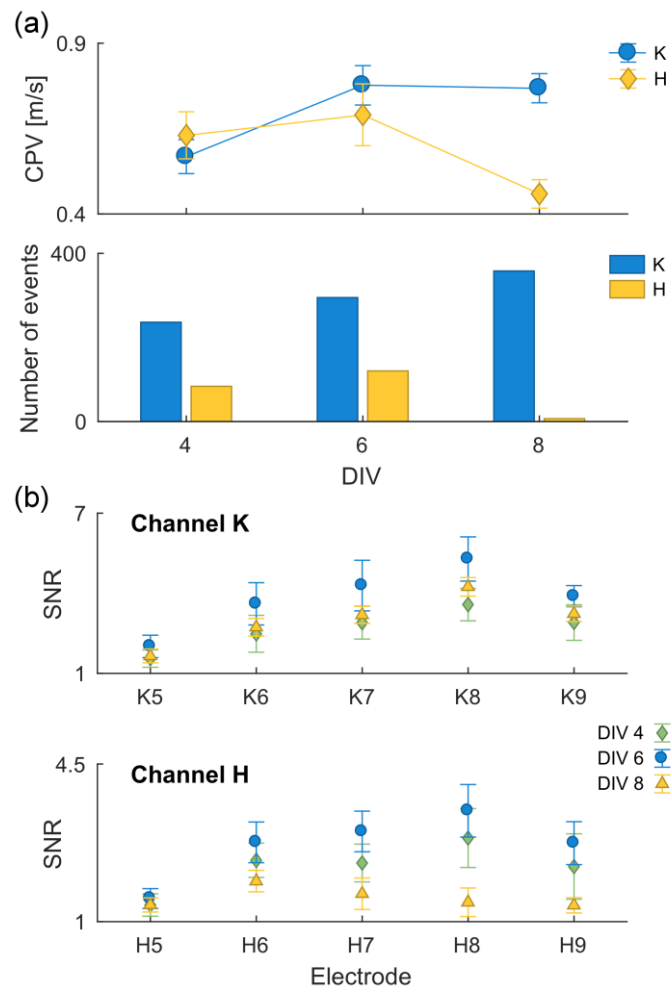 (a)
0.9
CPV [m/s]
0.4
K
H
400
Number of events
0
K
H
4 6 8
DIV
(b)
7
Channel K
SNR
1
K5 K6 K7 K8 K9
DIV 4
DIV 6
DIV 8
4.5
Channel H
SNR
1
H5 H6 H7 H8 H9
Electrode